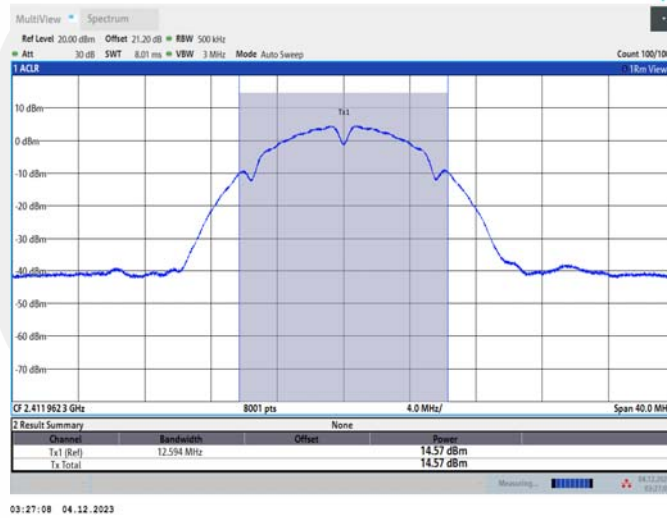 MultiView Spectrum
Ref Level 20.00 dBm Offset 21.20 dB RBW 500 kHz
Att 30 dB SWT 8.01 ms VBW 3 MHz Mode Auto Sweep Count 100/100
1 ACLR 1Rm View
10 dBm
Tx1
0 dBm
-10 dBm
-20 dBm
-30 dBm
-40 dBm
-50 dBm
-60 dBm
-70 dBm
CF 2.411 962 3 GHz 8001 pts 4.0 MHz/ Span 40.0 MH
2 Result Summary None
Channel Bandwidth Offset Power
Tx1 (Ref) 12.594 MHz 14.57 dBm
Tx Total 14.57 dBm
Measuring...
03:27:08 04.12.2023